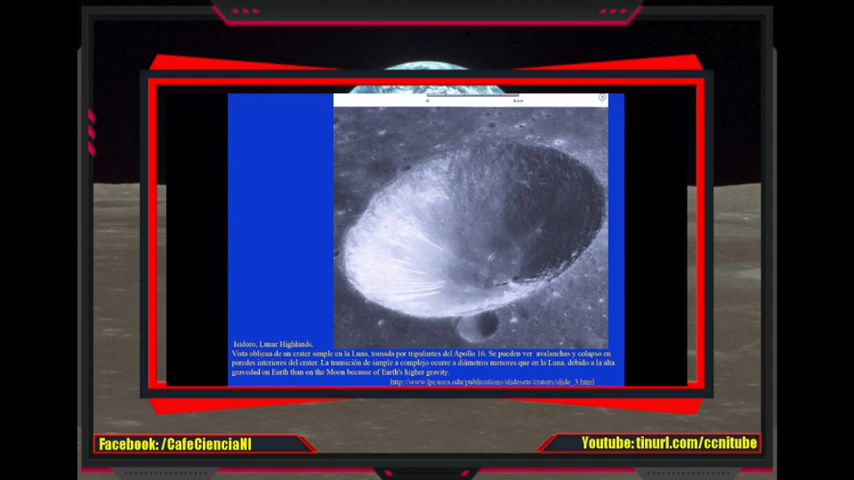 Isidoro, Lunar Highlands.
Vista oblicua de un crater simple en la Luna, tomada por tripulantes del Apollo 16. Se pueden ver avalanchas y colapso en
paredes interiores del crater. La transición de simple a complejo ocurre a diámetros menores que en la Luna, debido a la alta
gravedad on Earth than on the Moon because of Earth's higher gravity.
http://www.lpi.usra.edu/publications/slidesets/craters/slide_3.html
Facebook: /CafeCienciaNI
Youtube: tinurl.com/ccnitube